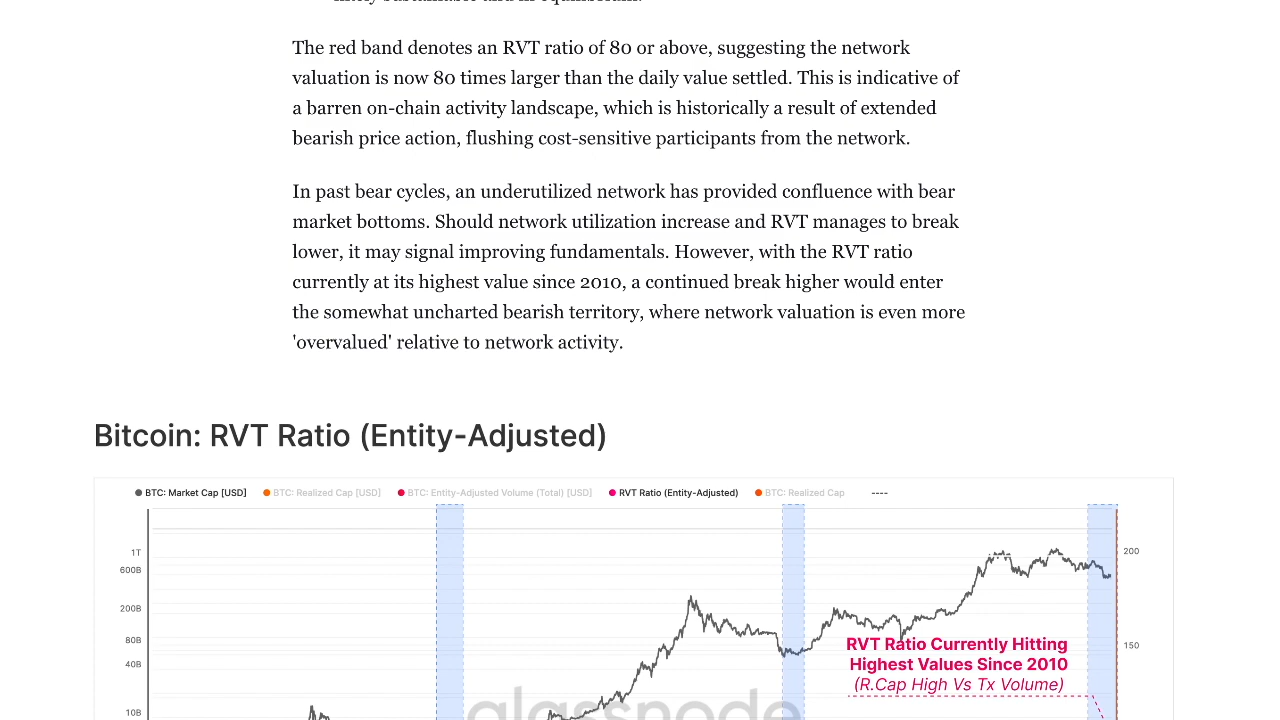 The red band denotes an RVT ratio of 80 or above, suggesting the network
valuation is now 80 times larger than the daily value settled. This is indicative of
a barren on-chain activity landscape, which is historically a result of extended
bearish price action, flushing cost-sensitive participants from the network.
In past bear cycles, an underutilized network has provided confluence with bear
market bottoms. Should network utilization increase and RVT manages to break
lower, it may signal improving fundamentals. However, with the RVT ratio
currently at its highest value since 2010, a continued break higher would enter
the somewhat uncharted bearish territory, where network valuation is even more
'overvalued' relative to network activity.
Bitcoin: RVT Ratio (Entity-Adjusted)
BTC: Market Cap [USD] BTC: Realized Cap [USD] BTC: Entity-Adjusted Volume (Total) [USD] RVT Ratio (Entity-Adjusted) BTC: Realized Cap ----
1T
200
600B
200B
80B
150
40B
10B
RVT Ratio Currently Hitting
Highest Values Since 2010
(R.Cap High Vs Tx Volume)
glassnode